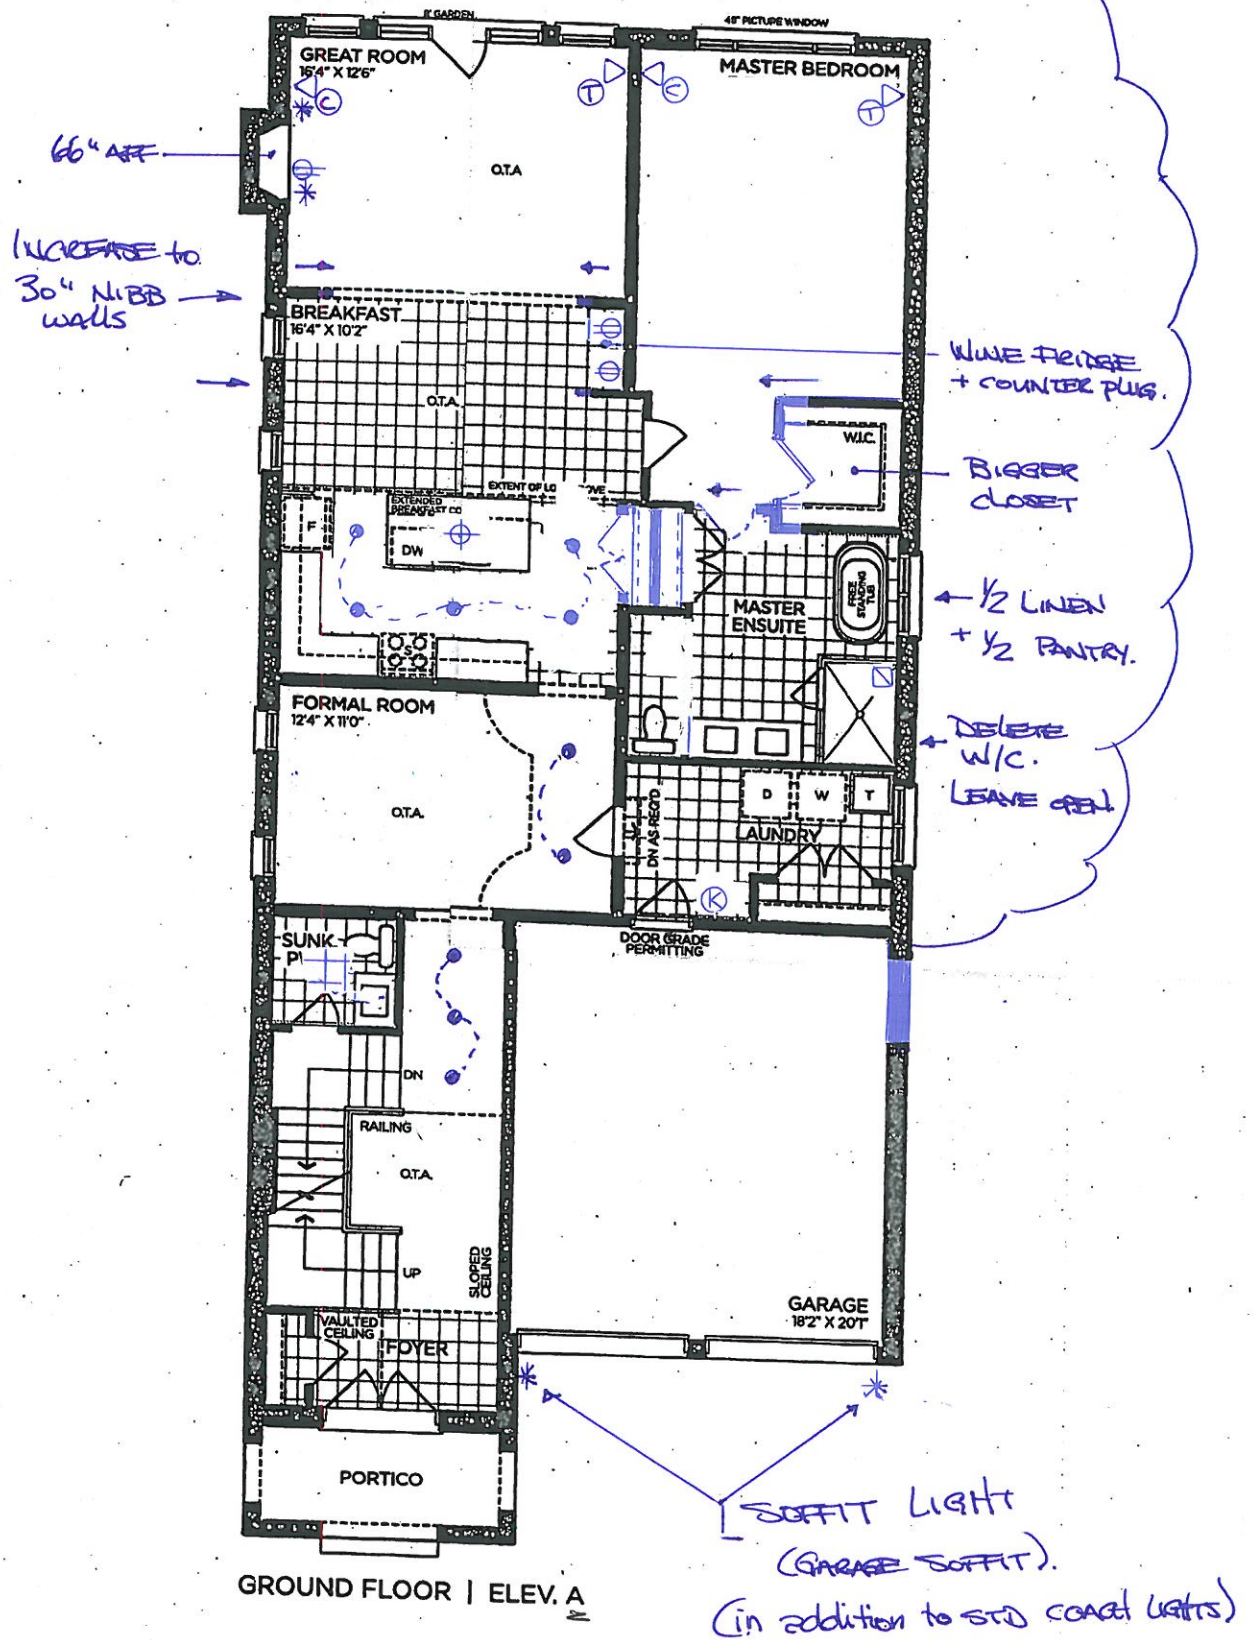 8' GARDEN
48" PICTURE WINDOW
GREAT ROOM
16'4" X 12'6"
MASTER BEDROOM
C
T
C
T
66" AFF
O.T.A
INCREASE to
30" NIBB
WALLS
BREAKFAST
16'4" X 10'2"
WINE FRIDGE
+ COUNTER PLUG.
O.T.A.
W.I.C.
BIGGER
CLOSET
EXTENT OF
EXTENDED
BREAKFAST
F
DW
FREE
STANDING
TUB
1/2 LINEN
+ 1/2 PANTRY.
MASTER
ENSUITE
S
FORMAL ROOM
12'4" X 11'0"
DELETE
W/C.
LEAVE OPEN.
D
W
T
O.T.A.
DN AS REQ'D
LAUNDRY
K
SUNK.
DOOR GRADE
PERMITTING
DN
RAILING
O.T.A.
SLOPED
CEILING
UP
GARAGE
18'2" X 20'1"
VAULTED
CEILING
FOYER
PORTICO
SOFFIT LIGHT
(GARAGE SOFFIT).
(in addition to STD COACH LIGHTS)
GROUND FLOOR | ELEV. A